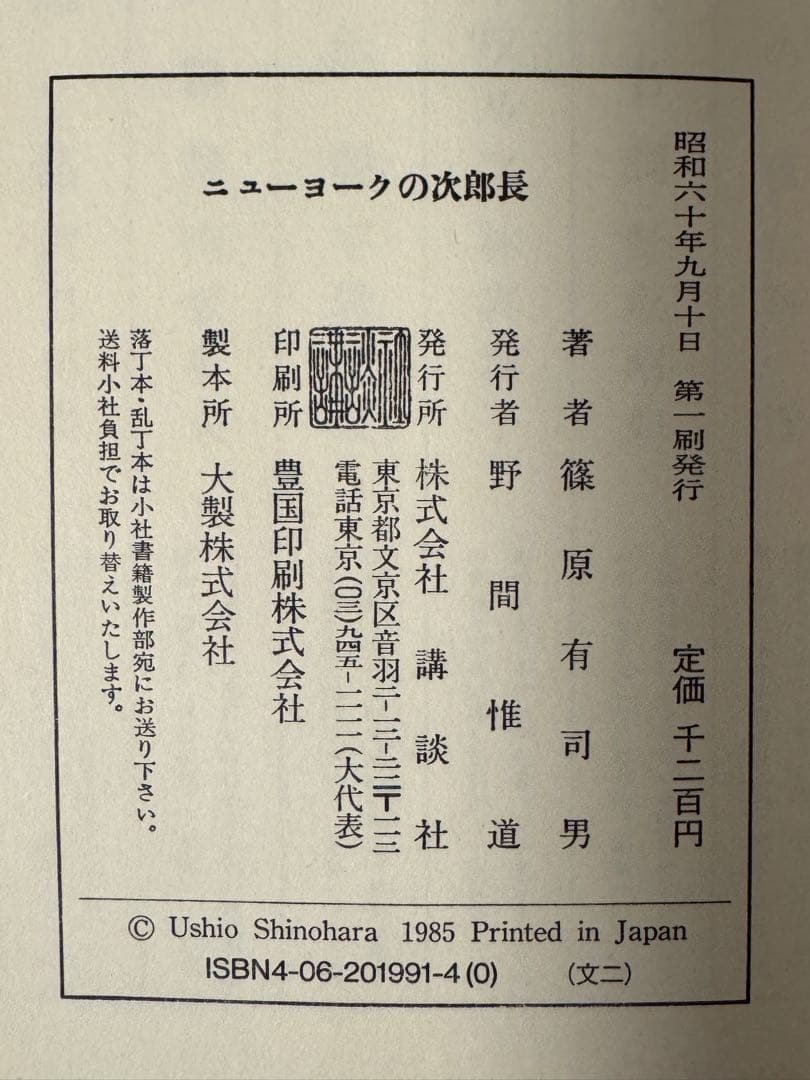 ニューヨークの次郎長
昭和六十年九月十日　第一刷発行　定価 千二百円
著者 篠原有司男
発行者 野間惟道
発行所 株式会社 講談社
東京都文京区音羽二-一二-二一〒一一二
電話東京(〇三)九四五-一一一一(大代表)
印刷所 豊国印刷株式会社
製本所 大製株式会社
落丁本・乱丁本は小社書籍製作部宛にお送り下さい。
送料小社負担でお取り替えいたします。
© Ushio Shinohara 1985 Printed in Japan
ISBN4-06-201991-4 (0)　(文二)